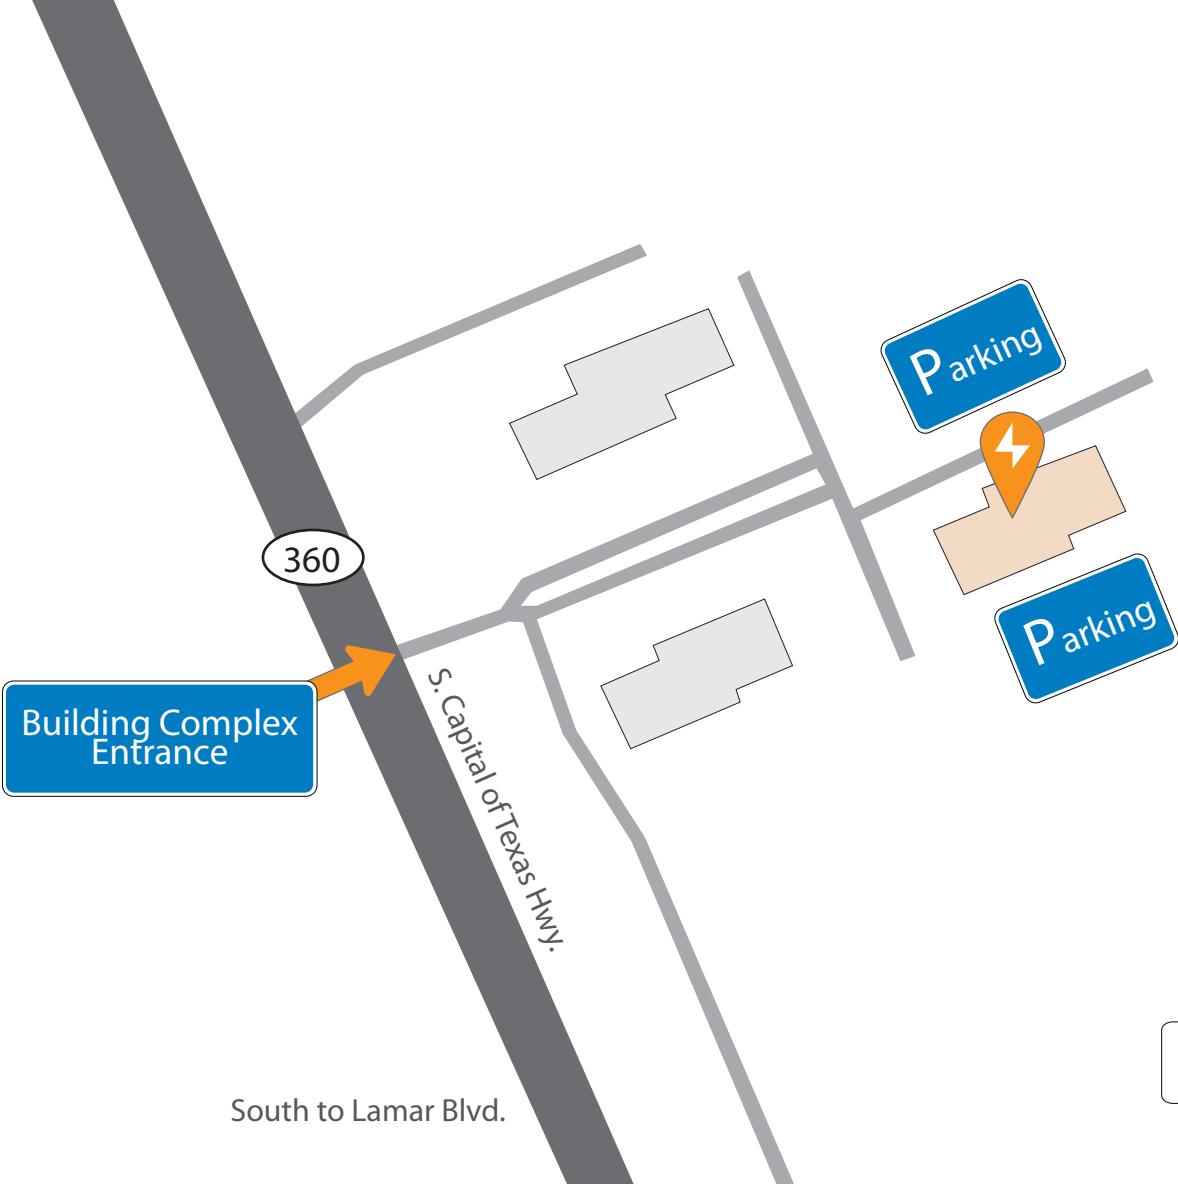 Parking
360
Parking
Building Complex
Entrance
S. Capital of Texas Hwy.
South to Lamar Blvd.